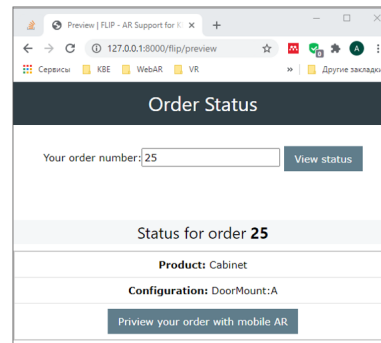 Preview | FLIP - AR Support for K
127.0.0.1:8000/flip/preview
A
Сервисы KBE WebAR VR » Другие закладки
Order Status
Your order number: 25 View status
Status for order 25
Product: Cabinet
Configuration: DoorMount:A
Priview your order with mobile AR